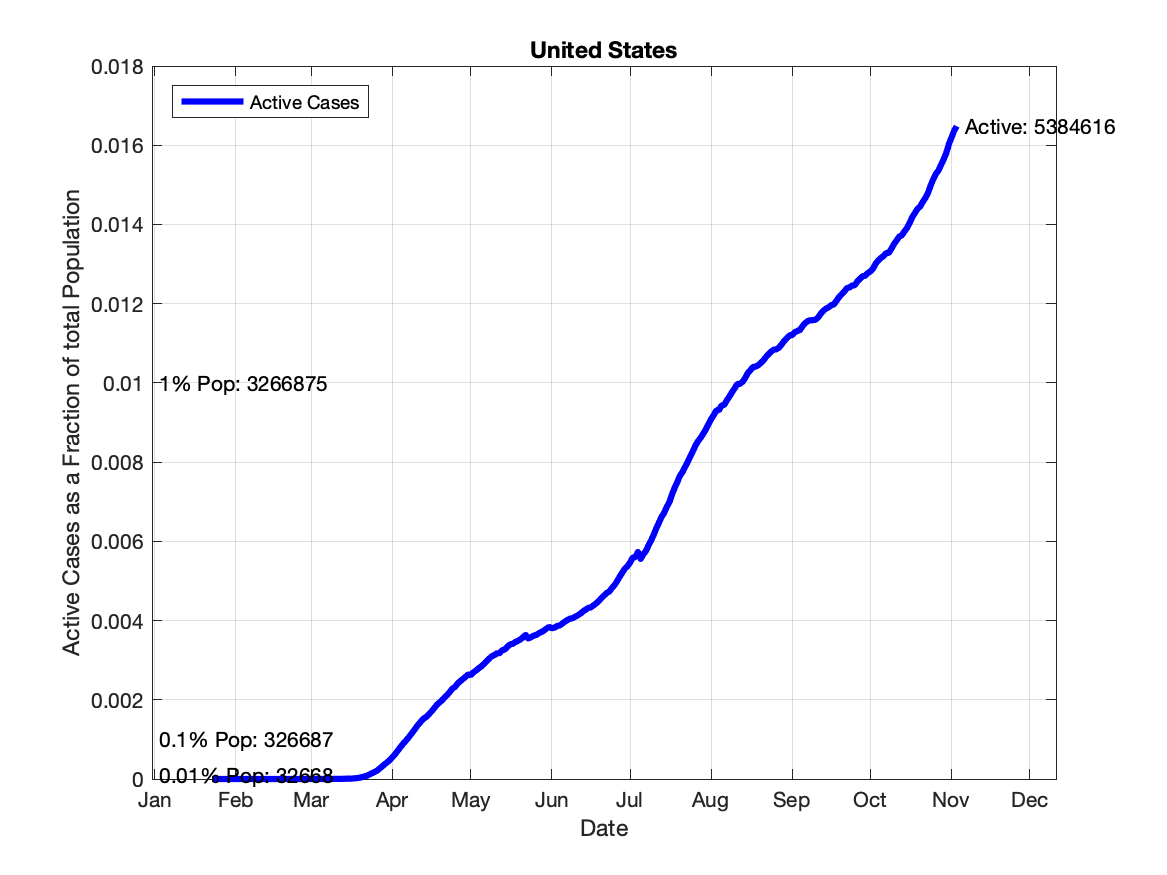 United States
0.018
0.016
0.014
0.012
0.01
0.008
0.006
0.004
0.002
0
Active Cases as a Fraction of total Population
Active Cases
Active: 5384616
1% Pop: 3266875
0.1% Pop: 326687
0.01% Pop: 32668
Jan Feb Mar Apr May Jun Jul Aug Sep Oct Nov Dec
Date